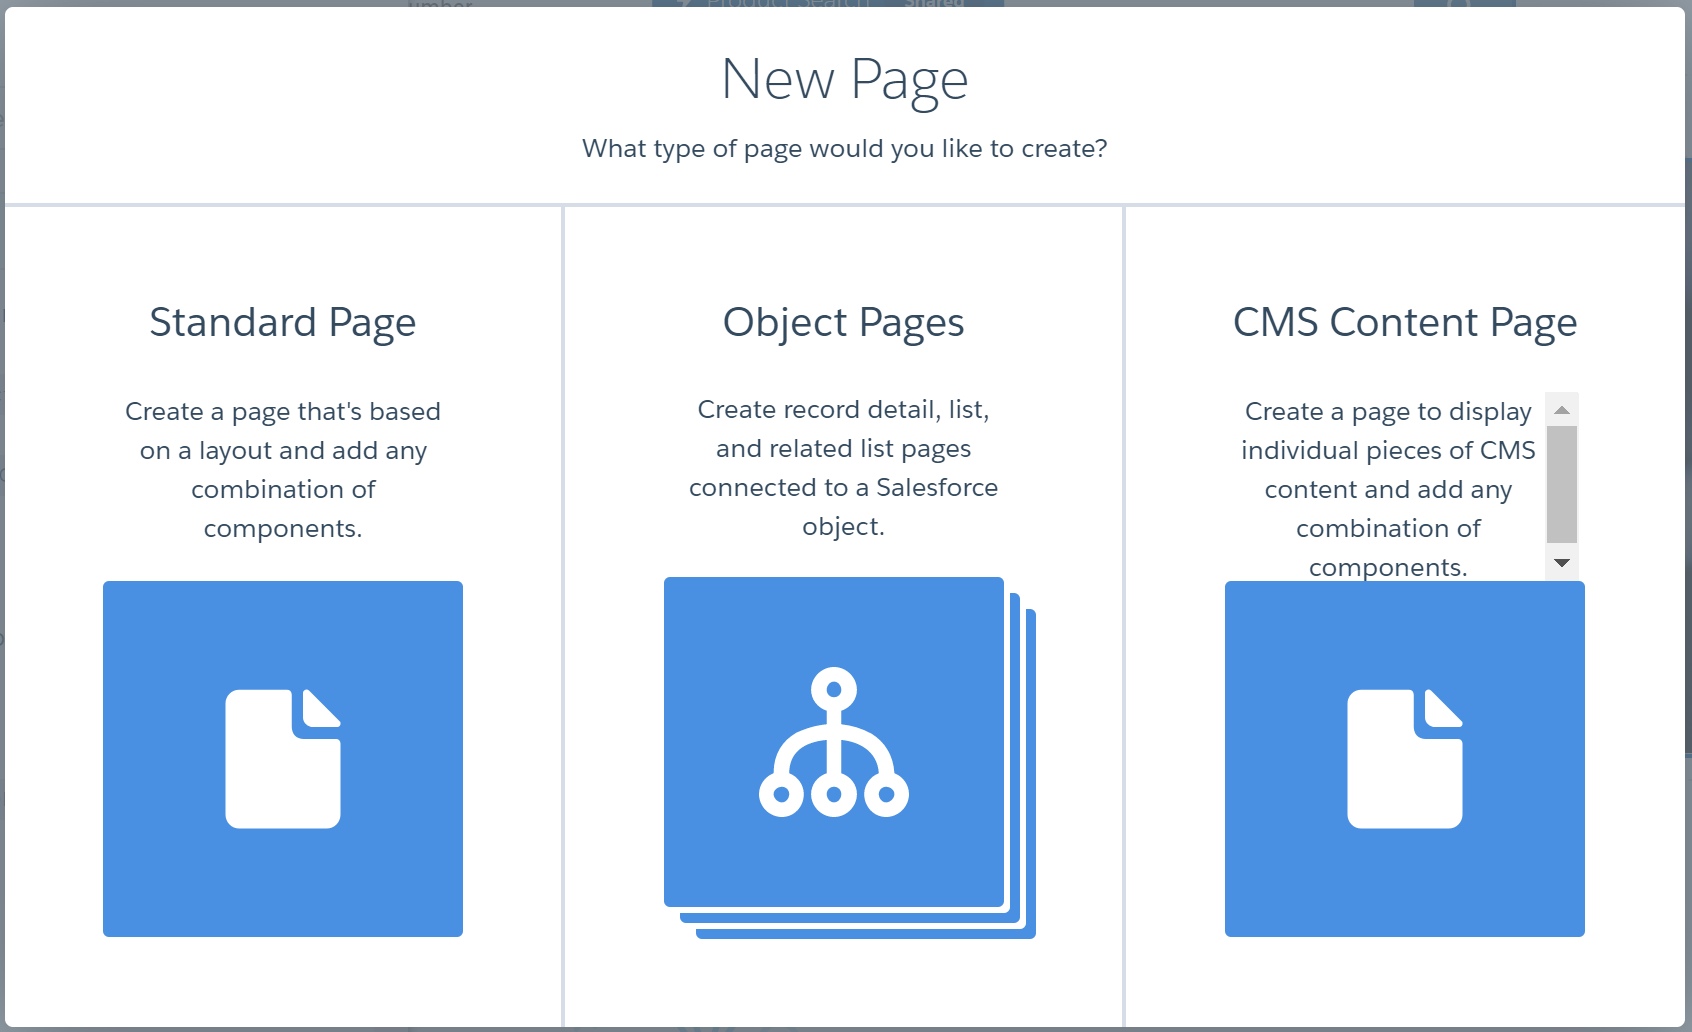 Product Search Shared
New Page
What type of page would you like to create?
Standard Page
Create a page that's based
on a layout and add any
combination of
components.
Object Pages
Create record detail, list,
and related list pages
connected to a Salesforce
object.
CMS Content Page
Create a page to display
individual pieces of CMS
content and add any
combination of
components.